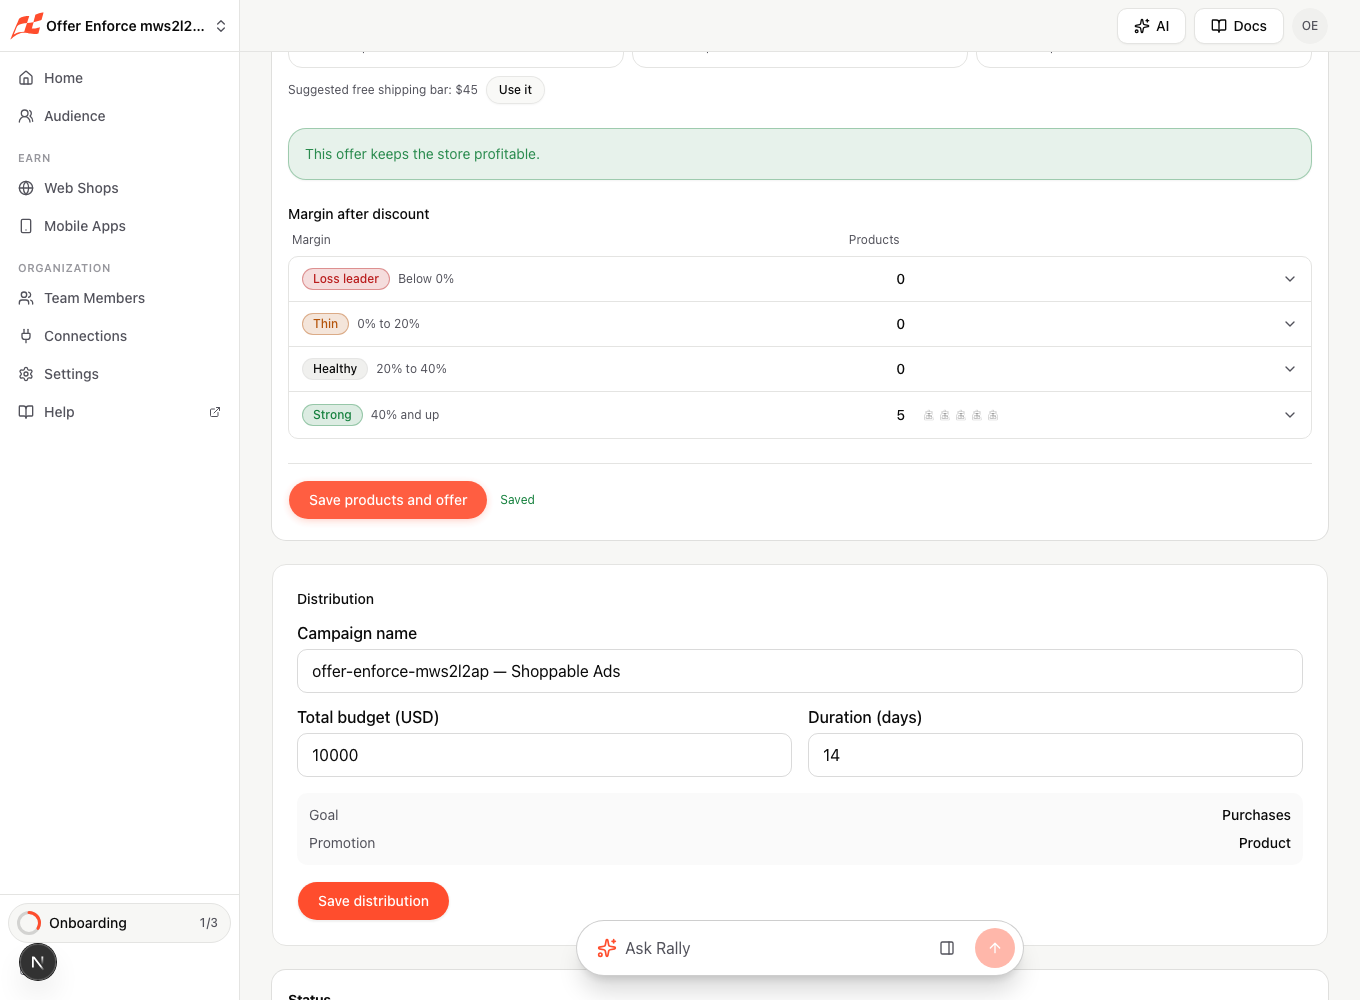 Offer Enforce mws2l2...
AI
Docs
OE
Home
Audience
EARN
Web Shops
Mobile Apps
ORGANIZATION
Team Members
Connections
Settings
Help
Suggested free shipping bar: $45
Use it
This offer keeps the store profitable.
Margin after discount
Margin
Products
Loss leader
Below 0%
0
Thin
0% to 20%
0
Healthy
20% to 40%
0
Strong
40% and up
5
Save products and offer
Saved
Distribution
Campaign name
offer-enforce-mws2l2ap — Shoppable Ads
Total budget (USD)
Duration (days)
10000
14
Goal
Purchases
Promotion
Product
Save distribution
Onboarding
1/3
N
Ask Rally
Status